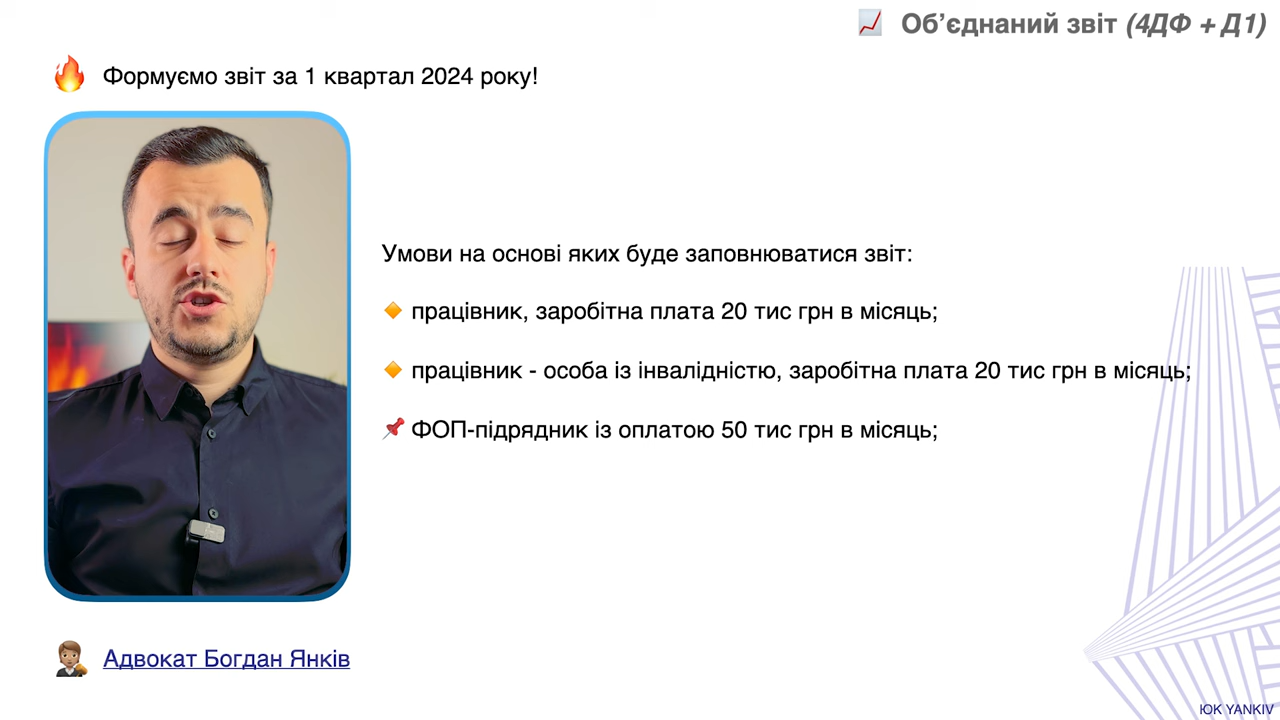 Об’єднаний звіт (4ДФ + Д1)
Формуємо звіт за 1 квартал 2024 року!
Умови на основі яких буде заповнюватися звіт:
працівник, заробітна плата 20 тис грн в місяць;
працівник - особа із інвалідністю, заробітна плата 20 тис грн в місяць;
ФОП-підрядник із оплатою 50 тис грн в місяць;
Адвокат Богдан Янків
ЮК YANKIV